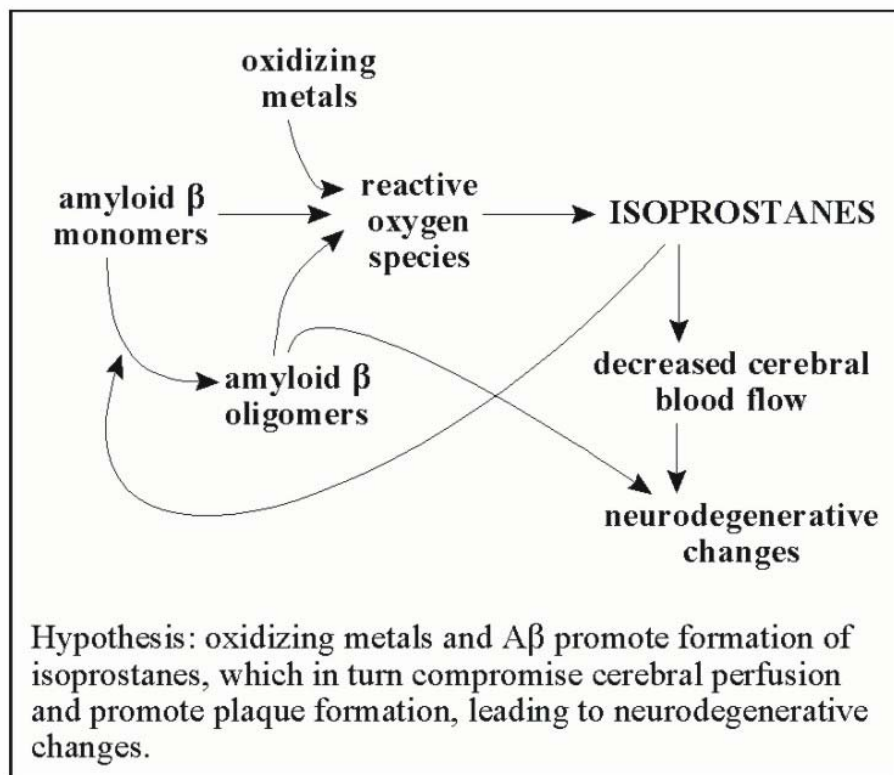 oxidizing
metals
amyloid β
monomers
reactive
oxygen
species
ISOPROSTANES
amyloid β
oligomers
decreased cerebral
blood flow
neurodegenerative
changes
Hypothesis: oxidizing metals and Aβ promote formation of
isoprostanes, which in turn compromise cerebral perfusion
and promote plaque formation, leading to neurodegenerative
changes.